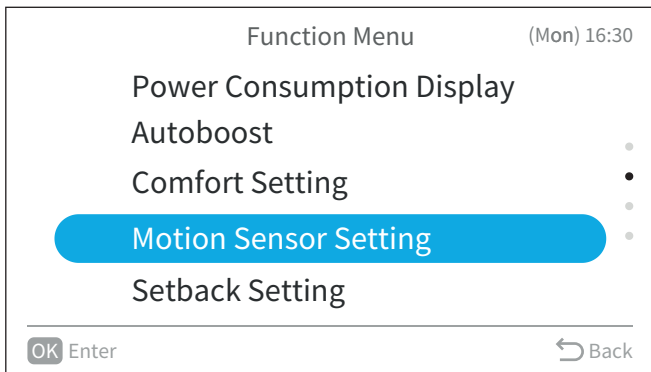 Function Menu (Mon) 16:30
Power Consumption Display
Autoboost
Comfort Setting
Motion Sensor Setting
Setback Setting
OK Enter Back